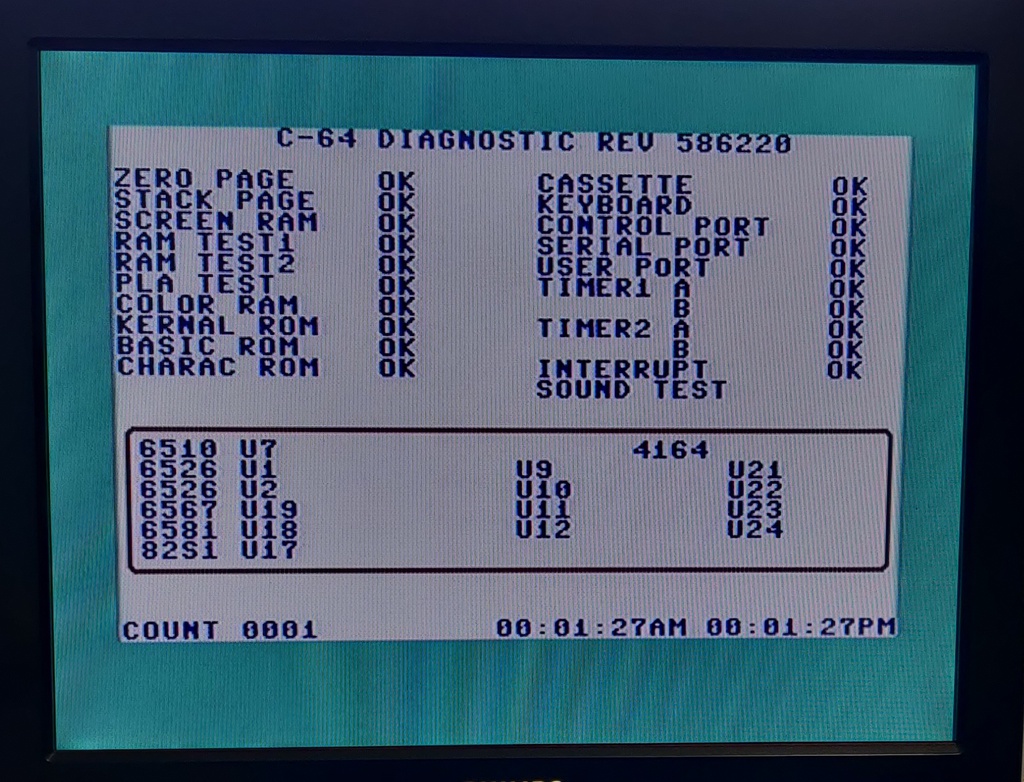 C-64 DIAGNOSTIC REV 586220
ZERO PAGE OK
STACK PAGE OK
SCREEN RAM OK
RAM TEST1 OK
RAM TEST2 OK
PLA TEST OK
COLOR RAM OK
KERNAL ROM OK
BASIC ROM OK
CHARAC ROM OK
CASSETTE OK
KEYBOARD OK
CONTROL PORT OK
SERIAL PORT OK
USER PORT OK
TIMER1 A OK
B OK
TIMER2 A OK
B OK
INTERRUPT OK
SOUND TEST
6510 U7
6526 U1
6526 U2
6567 U19
6581 U18
82S1 U17
4164
U9 U21
U10 U22
U11 U23
U12 U24
COUNT 0001 00:01:27AM 00:01:27PM